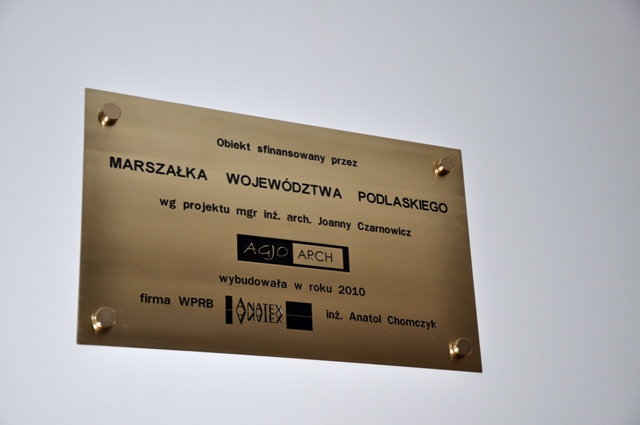 Obiekt sfinansowany przez
MARSZAŁKA WOJEWÓDZTWA PODLASKIEGO
wg projektu mgr inż. arch. Joanny Czarnowicz
AGJO ARCH
wybudowała w roku 2010
firma WPRB ANATEX inż. Anatol Chomczyk